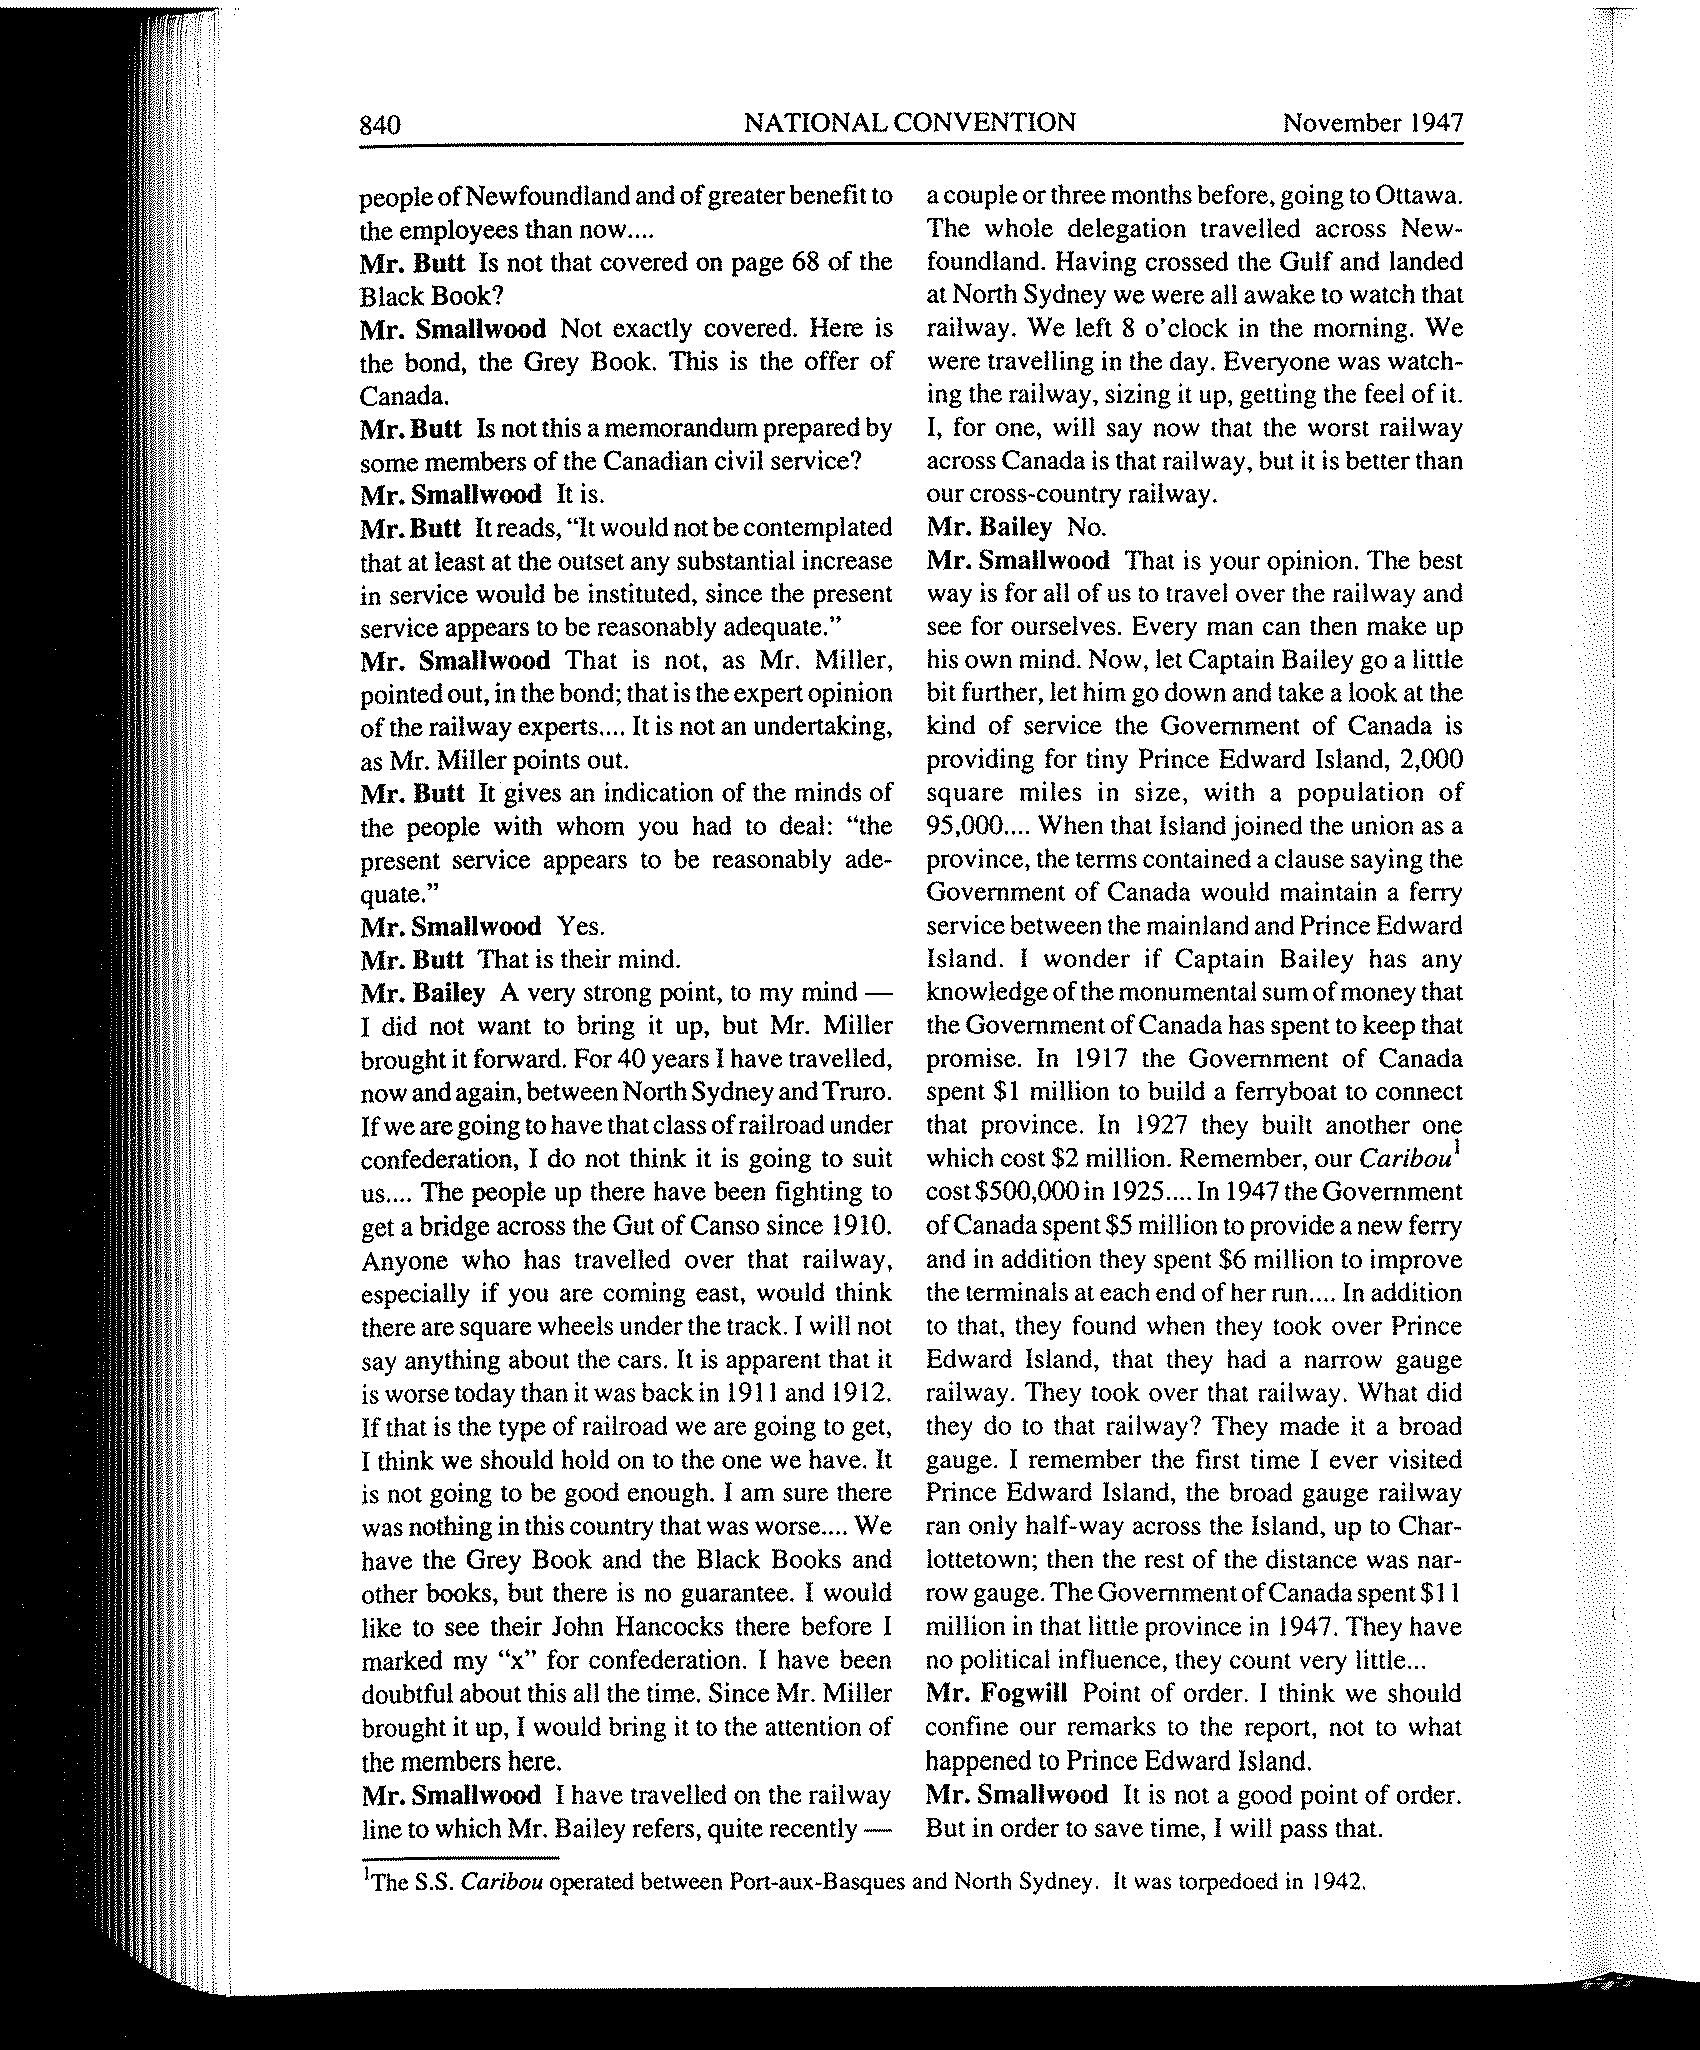 840 NATIONAL CONVENTION November 1947
people of Newfoundland and of greater benefit to
the employees than now....
Mr. Butt Is not that covered on page 68 of the
Black Book?
Mr. Smallwood Not exactly covered. Here is
the bond, the Grey Book. This is the offer of
Canada.
Mr. Butt Is not this a memorandum prepared by
some members of the Canadian civil service?
Mr. Smallwood It is.
Mr. Butt It reads, “It would not be contemplated
that at least at the outset any substantial increase
in service would be instituted, since the present
service appears to be reasonably adequate.”
Mr. Smallwood That is not, as Mr. Miller,
pointed out, in the bond; that is the expert opinion
of the railway experts.... It is not an undertaking,
as Mr. Miller points out.
Mr. Butt It gives an indication of the minds of
the people with whom you had to deal: “the
present service appears to be reasonably ade-
quate.”
Mr. Smallwood Yes.
Mr. Butt That is their mind.
Mr. Bailey A very strong point, to my mind —
I did not want to bring it up, but Mr. Miller
brought it forward. For 40 years I have travelled,
now and again, between North Sydney and Truro.
If we are going to have that class of railroad under
confederation, I do not think it is going to suit
us.... The people up there have been fighting to
get a bridge across the Gut of Canso since 1910.
Anyone who has travelled over that railway,
especially if you are coming east, would think
there are square wheels under the track. I will not
say anything about the cars. It is apparent that it
is worse today than it was back in 1911 and 1912.
If that is the type of railroad we are going to get,
I think we should hold on to the one we have. It
is not going to be good enough. I am sure there
was nothing in this country that was worse.... We
have the Grey Book and the Black Books and
other books, but there is no guarantee. I would
like to see their John Hancocks there before I
marked my “x” for confederation. I have been
doubtful about this all the time. Since Mr. Miller
brought it up, I would bring it to the attention of
the members here.
Mr. Smallwood I have travelled on the railway
line to which Mr. Bailey refers, quite recently —
a couple or three months before, going to Ottawa.
The whole delegation travelled across New-
foundland. Having crossed the Gulf and landed
at North Sydney we were all awake to watch that
railway. We left 8 o’clock in the morning. We
were travelling in the day. Everyone was watch-
ing the railway, sizing it up, getting the feel of it.
I, for one, will say now that the worst railway
across Canada is that railway, but it is better than
our cross-country railway.
Mr. Bailey No.
Mr. Smallwood That is your opinion. The best
way is for all of us to travel over the railway and
see for ourselves. Every man can then make up
his own mind. Now, let Captain Bailey go a little
bit further, let him go down and take a look at the
kind of service the Government of Canada is
providing for tiny Prince Edward Island, 2,000
square miles in size, with a population of
95,000.... When that Island joined the union as a
province, the terms contained a clause saying the
Government of Canada would maintain a ferry
service between the mainland and Prince Edward
Island. I wonder if Captain Bailey has any
knowledge of the monumental sum of money that
the Government of Canada has spent to keep that
promise. In 1917 the Government of Canada
spent $1 million to build a ferryboat to connect
that province. In 1927 they built another one
which cost $2 million. Remember, our Caribou¹
cost $500,000 in 1925.... In 1947 the Government
of Canada spent $5 million to provide a new ferry
and in addition they spent $6 million to improve
the terminals at each end of her run.... In addition
to that, they found when they took over Prince
Edward Island, that they had a narrow gauge
railway. They took over that railway. What did
they do to that railway? They made it a broad
gauge. I remember the first time I ever visited
Prince Edward Island, the broad gauge railway
ran only half-way across the Island, up to Char-
lottetown; then the rest of the distance was nar-
row gauge. The Government of Canada spent $11
million in that little province in 1947. They have
no political influence, they count very little...
Mr. Fogwill Point of order. I think we should
confine our remarks to the report, not to what
happened to Prince Edward Island.
Mr. Smallwood It is not a good point of order.
But in order to save time, I will pass that.
¹The S.S. Caribou operated between Port-aux-Basques and North Sydney. It was torpedoed in 1942.